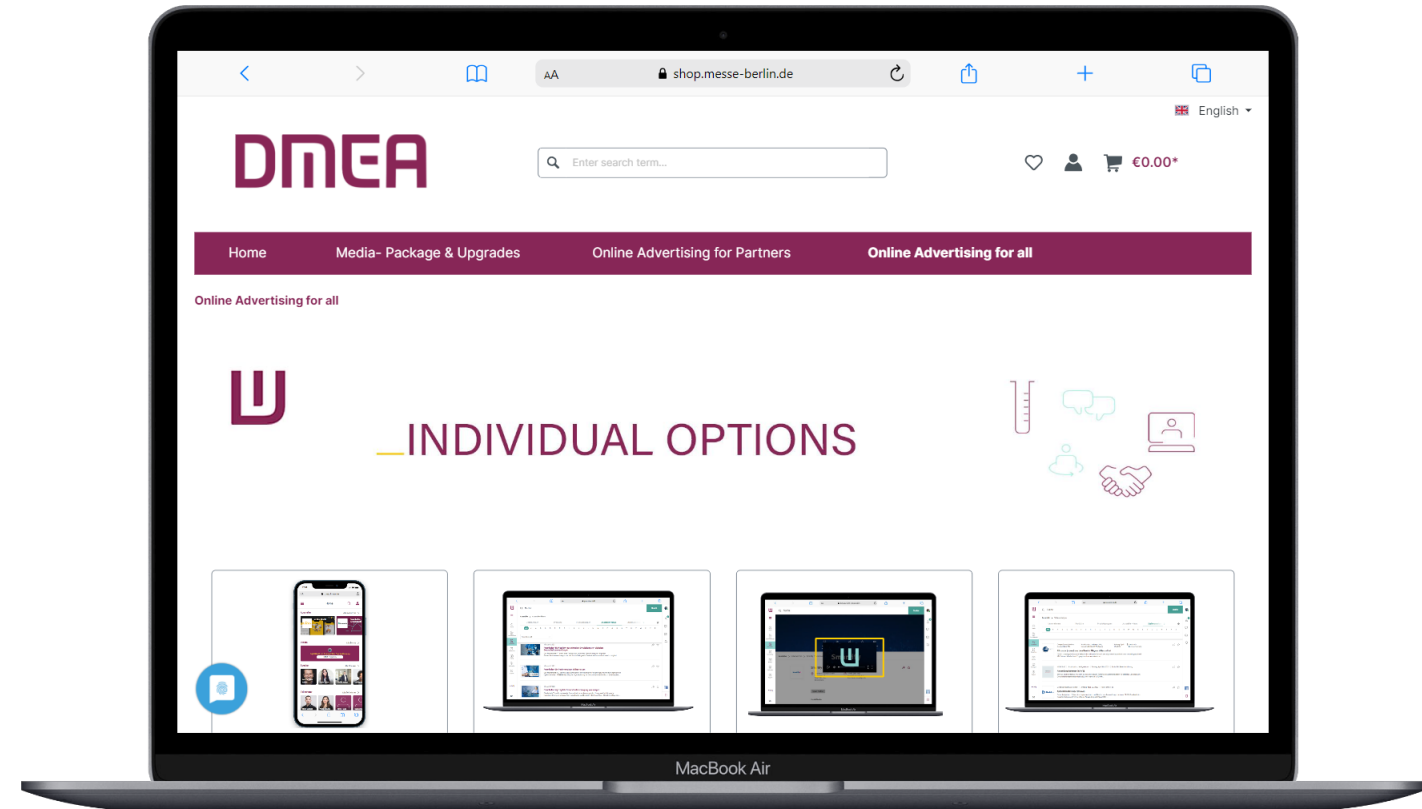 AA shop.messe-berlin.de
English
DMEA
Enter search term...
€0.00*
Home Media- Package & Upgrades Online Advertising for Partners Online Advertising for all
Online Advertising for all
_INDIVIDUAL OPTIONS
MacBook Air